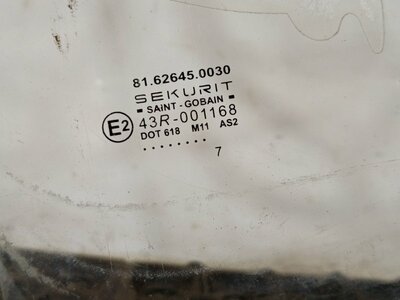 81.62645.0030
SEKURIT
SAINT-GOBAIN
E2 43R-001168
DOT 618 M11 AS2
........ 7